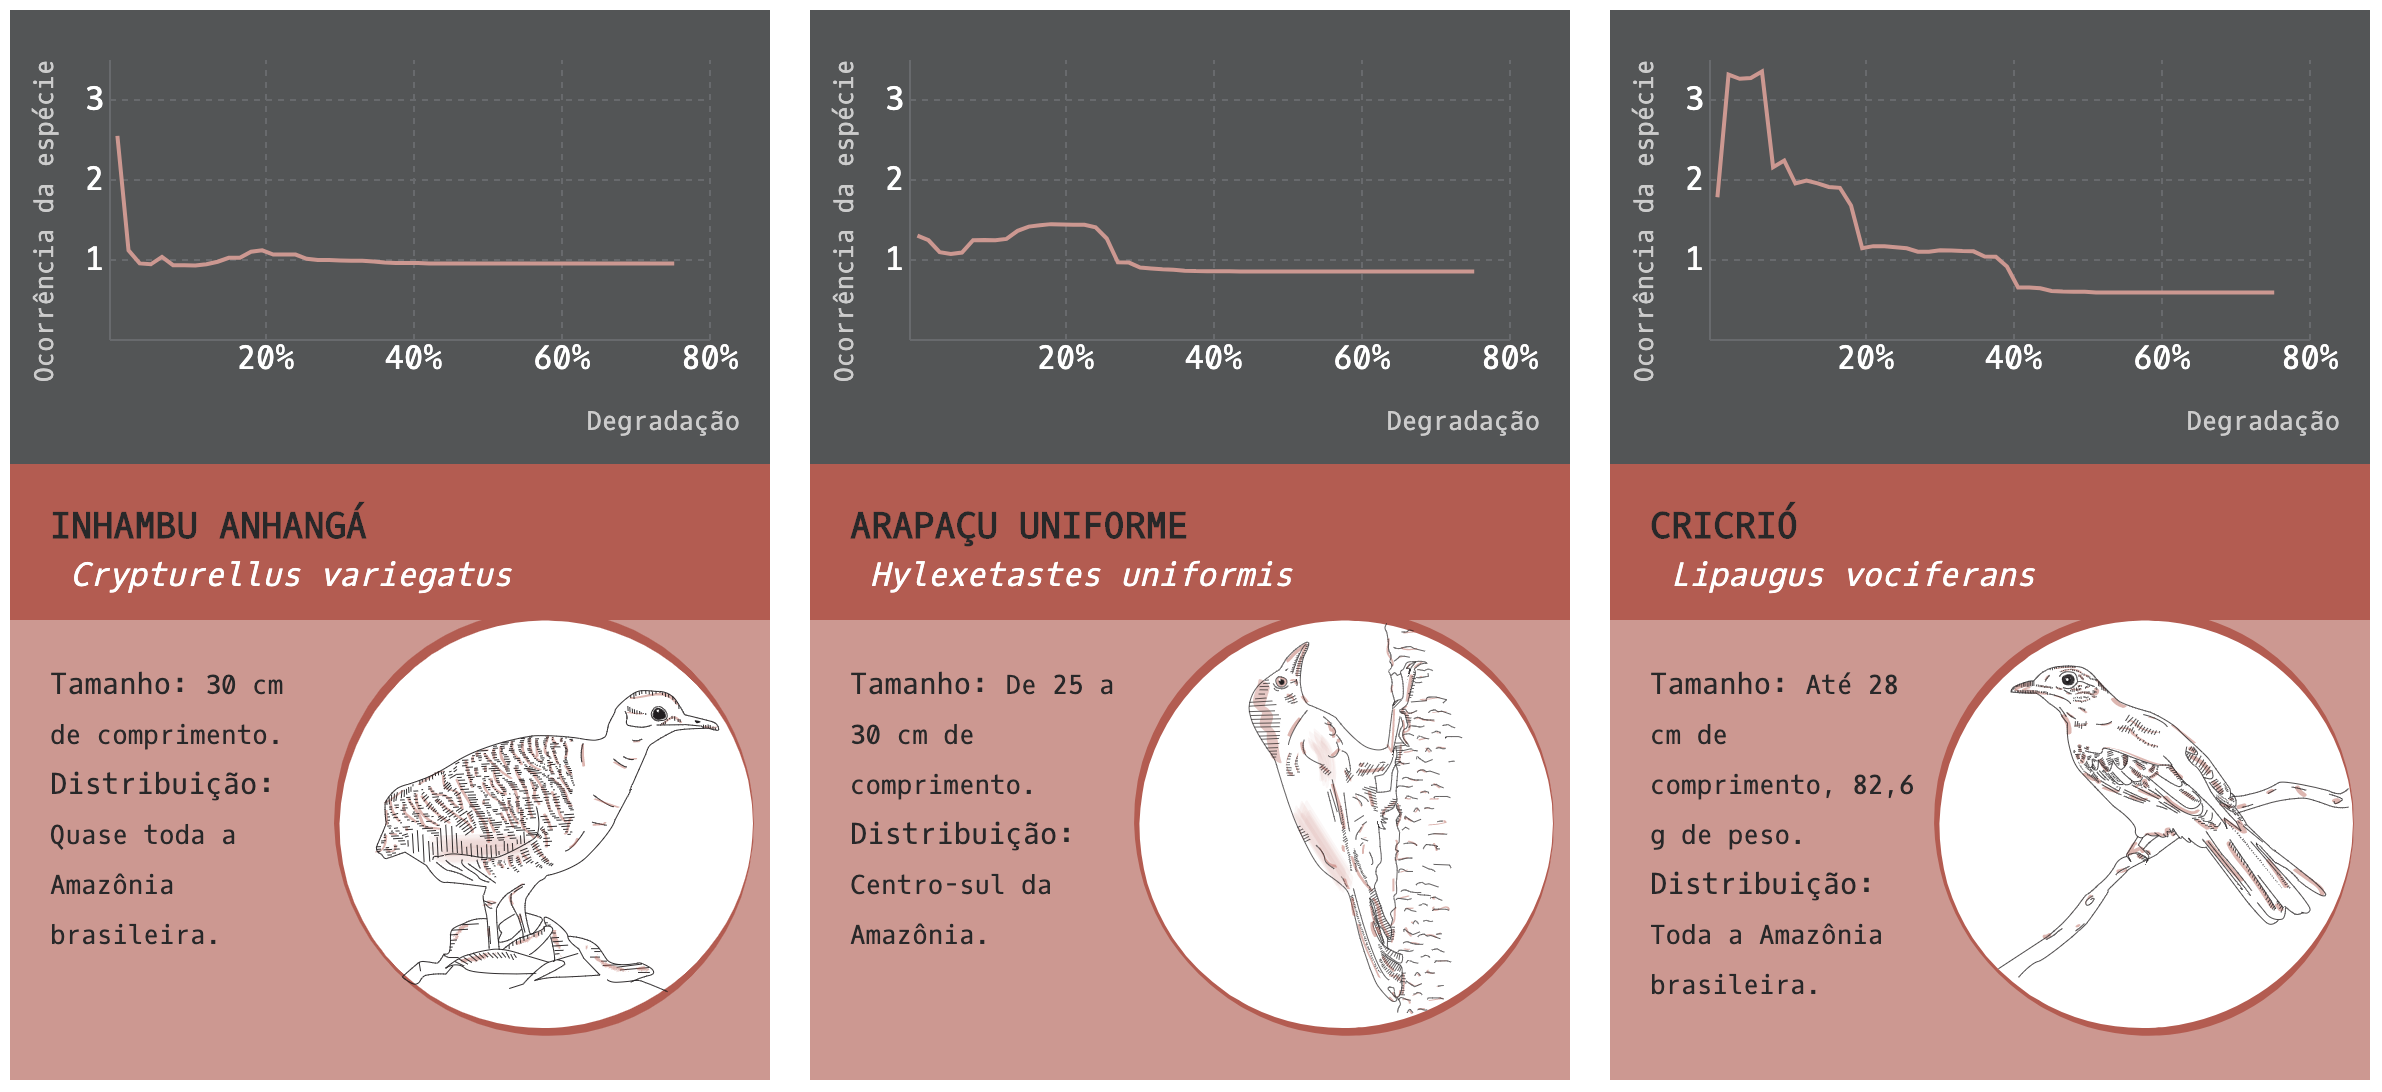 Ocorrência da espécie
3
2
1
20% 40% 60% 80%
Degradação
INHAMBU ANHANGÁ
Crypturellus variegatus
Tamanho: 30 cm
de comprimento.
Distribuição:
Quase toda a
Amazônia
brasileira.
Ocorrência da espécie
3
2
1
20% 40% 60% 80%
Degradação
ARAPAÇU UNIFORME
Hylexetastes uniformis
Tamanho: De 25 a
30 cm de
comprimento.
Distribuição:
Centro-sul da
Amazônia.
Ocorrência da espécie
3
2
1
20% 40% 60% 80%
Degradação
CRICRIÓ
Lipaugus vociferans
Tamanho: Até 28
cm de
comprimento, 82,6
g de peso.
Distribuição:
Toda a Amazônia
brasileira.